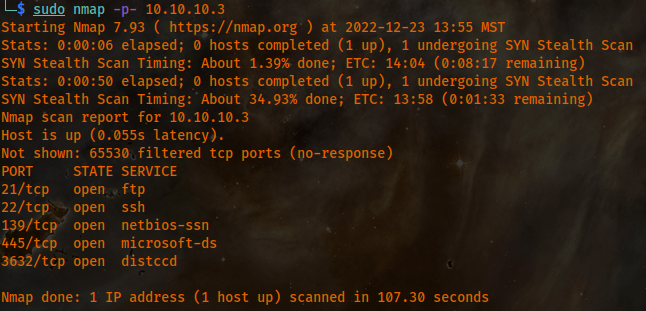 └─$ sudo nmap -p- 10.10.10.3
Starting Nmap 7.93 ( https://nmap.org ) at 2022-12-23 13:55 MST
Stats: 0:00:06 elapsed; 0 hosts completed (1 up), 1 undergoing SYN Stealth Scan
SYN Stealth Scan Timing: About 1.39% done; ETC: 14:04 (0:08:17 remaining)
Stats: 0:00:50 elapsed; 0 hosts completed (1 up), 1 undergoing SYN Stealth Scan
SYN Stealth Scan Timing: About 34.93% done; ETC: 13:58 (0:01:33 remaining)
Nmap scan report for 10.10.10.3
Host is up (0.055s latency).
Not shown: 65530 filtered tcp ports (no-response)
PORT     STATE SERVICE
21/tcp   open  ftp
22/tcp   open  ssh
139/tcp  open  netbios-ssn
445/tcp  open  microsoft-ds
3632/tcp open  distccd
Nmap done: 1 IP address (1 host up) scanned in 107.30 seconds